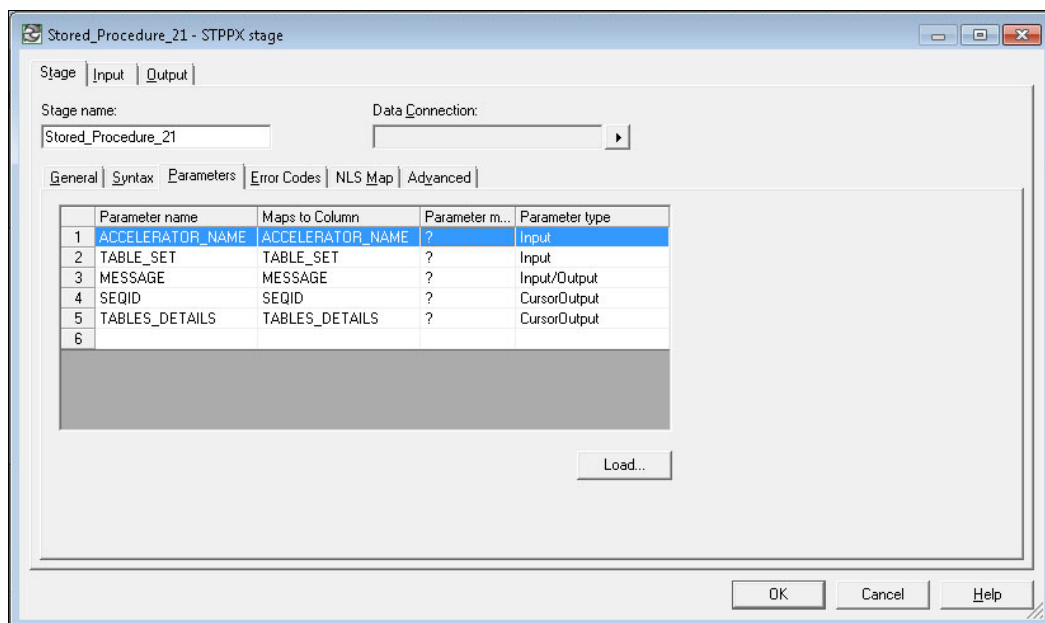 Stored_Procedure_21 - STPPX stage
Stage Input Output
Stage name: Data Connection:
Stored_Procedure_21
General Syntax Parameters Error Codes NLS Map Advanced
Parameter name Maps to Column Parameter m... Parameter type
1 ACCELERATOR_NAME ACCELERATOR_NAME ? Input
2 TABLE_SET TABLE_SET ? Input
3 MESSAGE MESSAGE ? Input/Output
4 SEQID SEQID ? CursorOutput
5 TABLES_DETAILS TABLES_DETAILS ? CursorOutput
6
Load...
OK Cancel Help